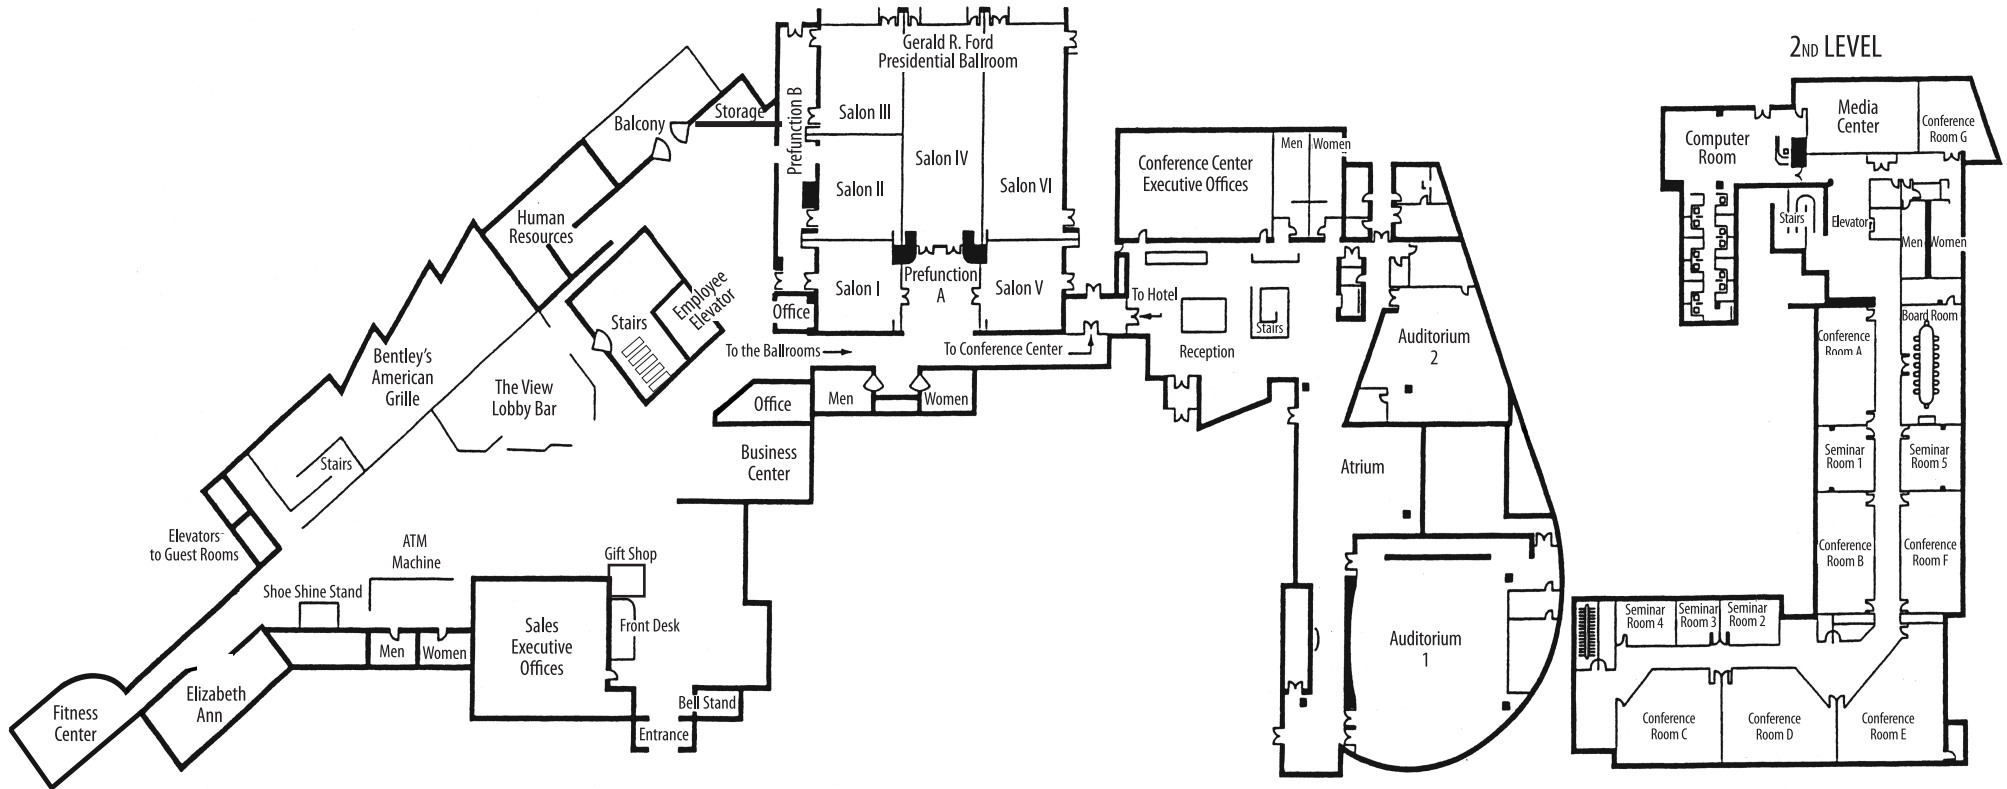 2ND LEVEL
Gerald R. Ford
Presidential Ballroom
Prefunction B
Salon III
Salon IV
Salon II
Salon VI
Salon I
Prefunction
A
Salon V
Office
Storage
Balcony
Human
Resources
Employee
Elevator
Stairs
Bentley's
American
Grille
The View
Lobby Bar
Stairs
To the Ballrooms
To Conference Center
To Hotel
Office
Men
Women
Business
Center
Elevators
to Guest Rooms
ATM
Machine
Gift Shop
Shoe Shine Stand
Front Desk
Sales
Executive
Offices
Men
Women
Elizabeth
Ann
Fitness
Center
Bell Stand
Entrance
Conference Center
Executive Offices
Men
Women
Stairs
Reception
Auditorium
2
Atrium
Auditorium
1
Media
Center
Conference
Room G
Computer
Room
Stairs
Elevator
Men
Women
Board Room
Conference
Room A
Seminar
Room 1
Seminar
Room 5
Conference
Room B
Conference
Room F
Seminar
Room 4
Seminar
Room 3
Seminar
Room 2
Conference
Room C
Conference
Room D
Conference
Room E